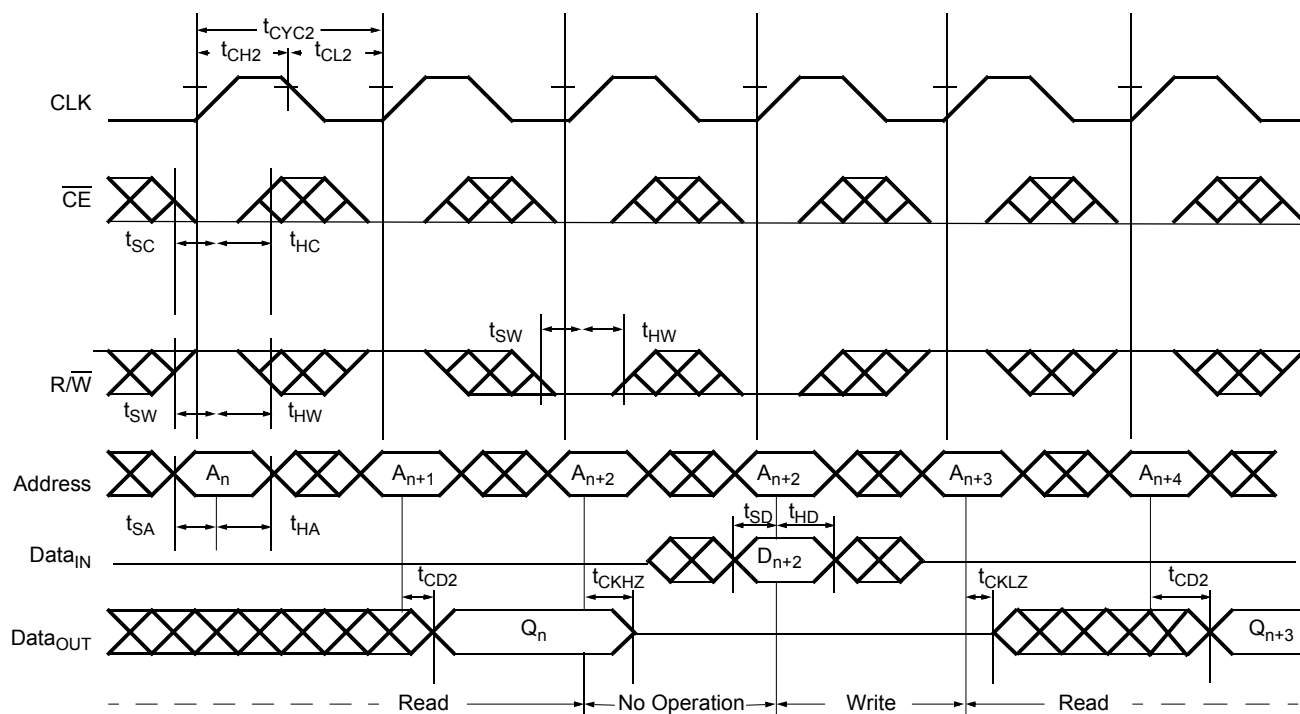 tCYC2
tCH2 tCL2
CLK
CE
tSC tHC
tSW tHW
R/W
tSW tHW
Address An An+1 An+2 An+2 An+3 An+4
tSA tHA tSD tHD
DataIN Dn+2
tCD2 tCKHZ tCKLZ tCD2
DataOUT Qn Qn+3
Read No Operation Write Read